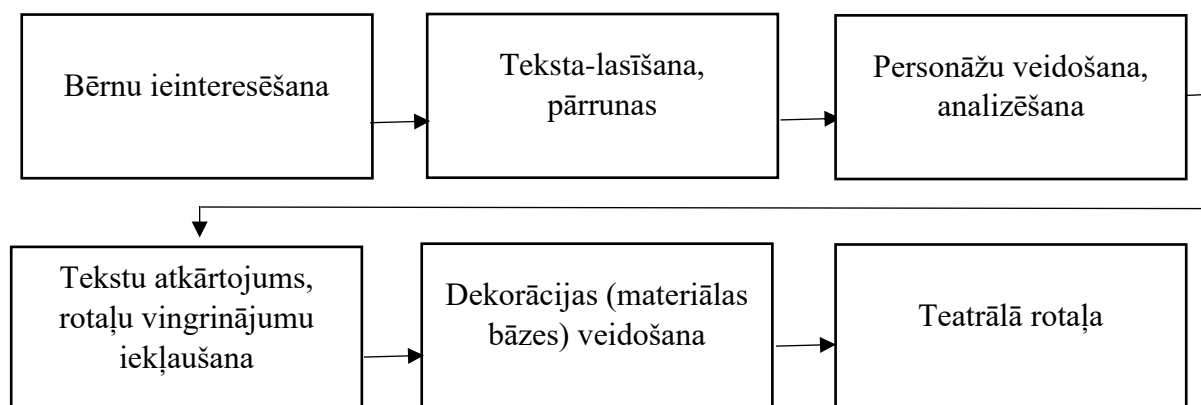 Bērnu ieinteresēšana
Teksta-lasīšana,
pārrunas
Personāžu veidošana,
analizēšana
Tekstu atkārtojums,
rotaļu vingrinājumu
iekļaušana
Dekorācijas (materiālas
bāzes) veidošana
Teatrālā rotaļa